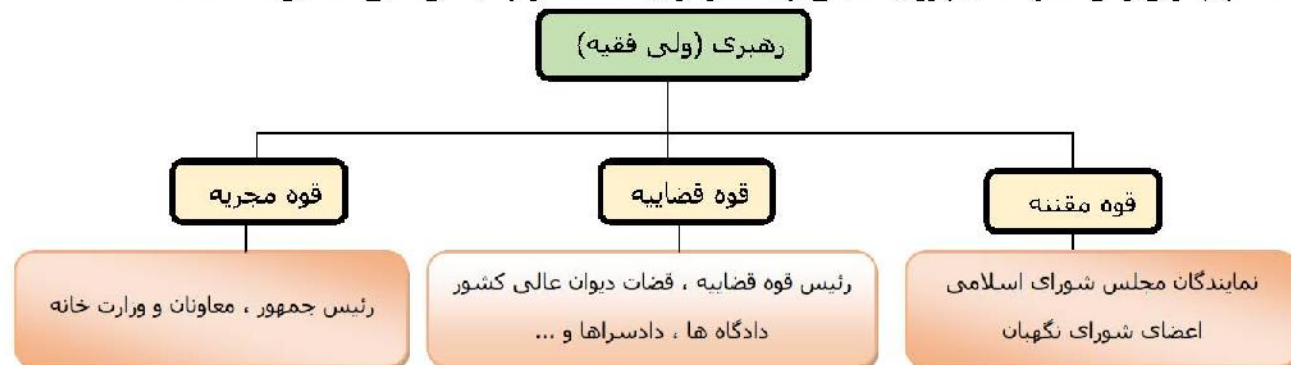 رهبری (ولی فقیه)
قوه مقننه
قوه قضاییه
قوه مجریه
نمایندگان مجلس شورای اسلامی
اعضای شورای نگهبان
رئیس قوه قضاییه ، قضات دیوان عالی کشور
دادگاه ها ، دادسراها و ...
رئیس جمهور ، معاونان و وزارت خانه